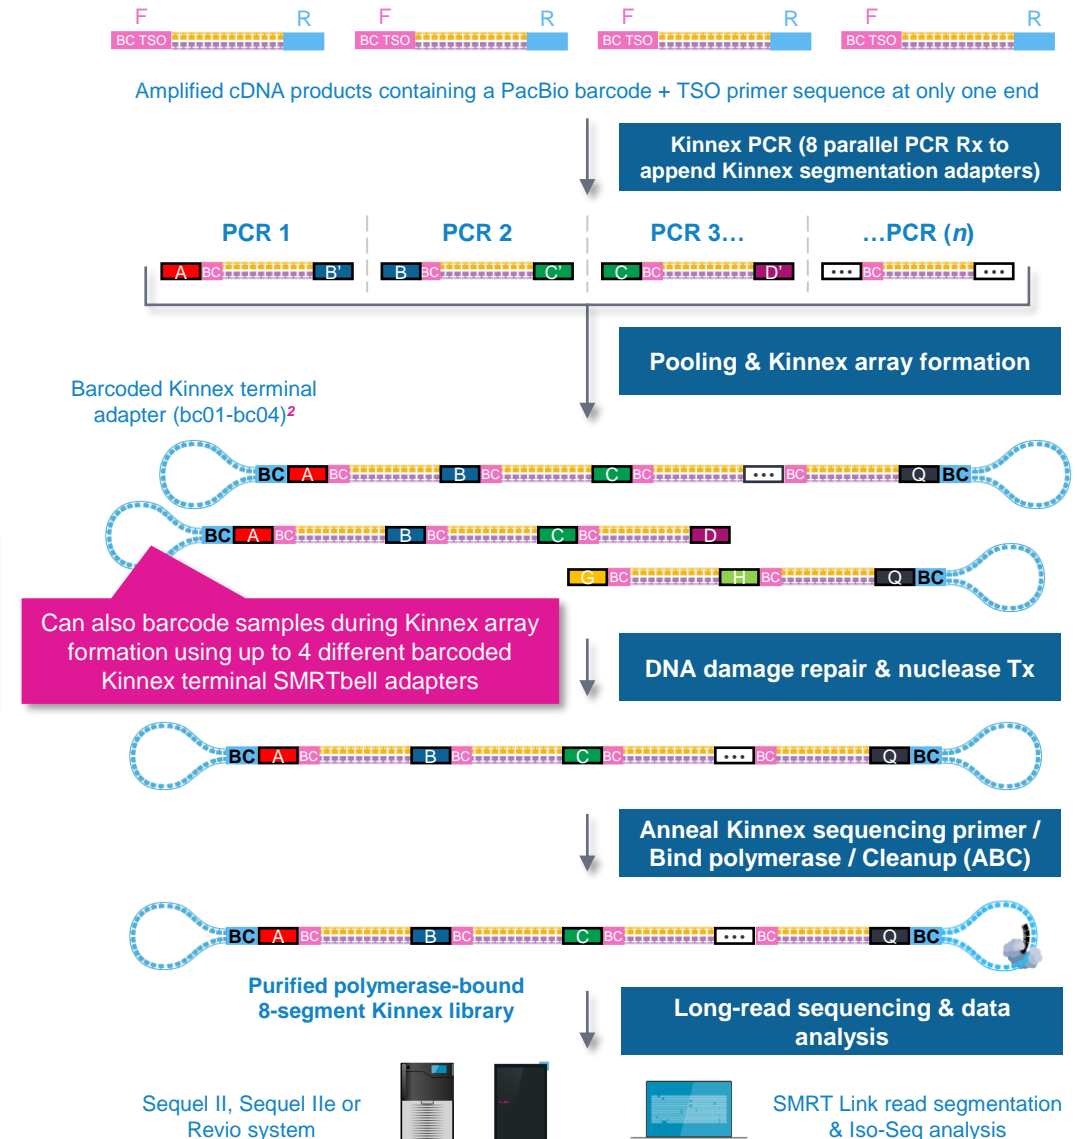 F R F R F R F R
BC TSO BC TSO BC TSO BC TSO
Amplified cDNA products containing a PacBio barcode + TSO primer sequence at only one end
Kinnex PCR (8 parallel PCR Rx to
append Kinnex segmentation adapters)
PCR 1 PCR 2 PCR 3... ...PCR (n)
A BC B' B BC C' C BC D' ... BC ...
Pooling & Kinnex array formation
Barcoded Kinnex terminal
adapter (bc01-bc04)2
BC A BC B BC C BC ... BC Q BC
BC A BC B BC C BC D
G BC H BC Q BC
Can also barcode samples during Kinnex array
formation using up to 4 different barcoded
Kinnex terminal SMRTbell adapters
DNA damage repair & nuclease Tx
BC A BC B BC C BC ... BC Q BC
Anneal Kinnex sequencing primer /
Bind polymerase / Cleanup (ABC)
BC A BC B BC C BC ... BC Q BC
Purified polymerase-bound
8-segment Kinnex library
Long-read sequencing & data
analysis
Sequel II, Sequel IIe or
Revio system
SMRT Link read segmentation
& Iso-Seq analysis